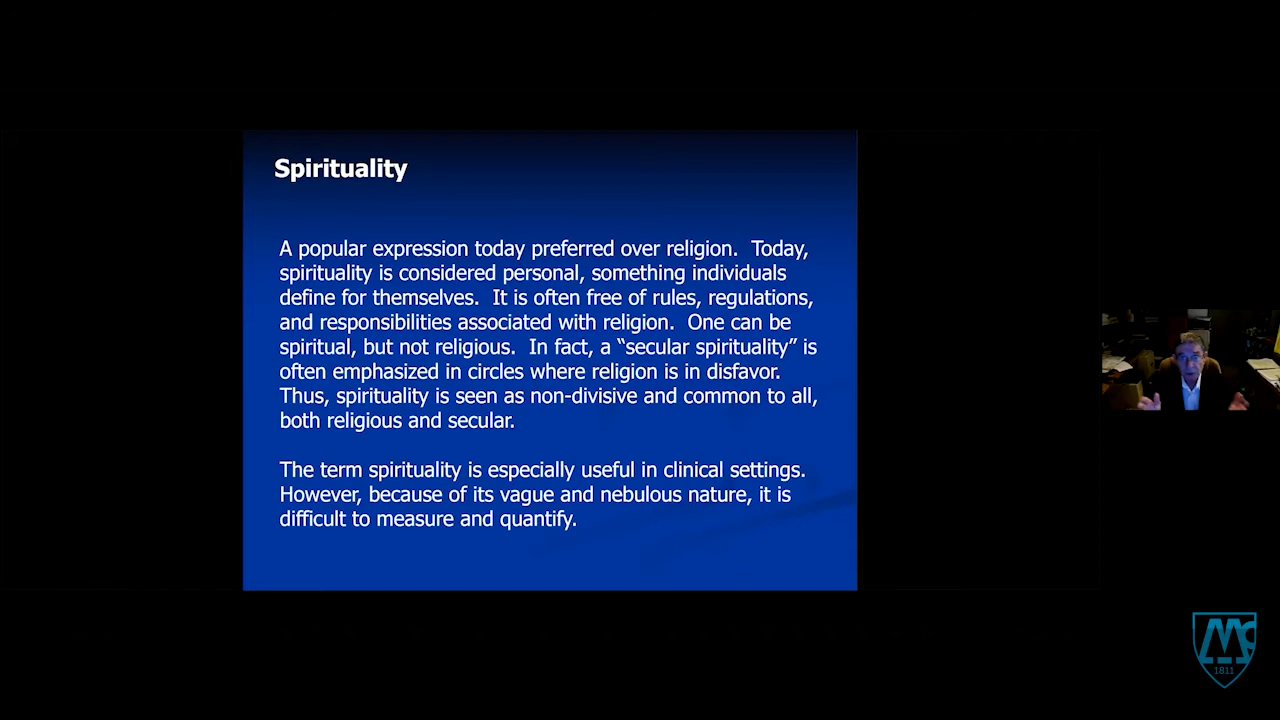 Spirituality
A popular expression today preferred over religion.  Today,
spirituality is considered personal, something individuals
define for themselves.  It is often free of rules, regulations,
and responsibilities associated with religion.  One can be
spiritual, but not religious.  In fact, a “secular spirituality” is
often emphasized in circles where religion is in disfavor.
Thus, spirituality is seen as non-divisive and common to all,
both religious and secular.
The term spirituality is especially useful in clinical settings.
However, because of its vague and nebulous nature, it is
difficult to measure and quantify.
Mc
1811